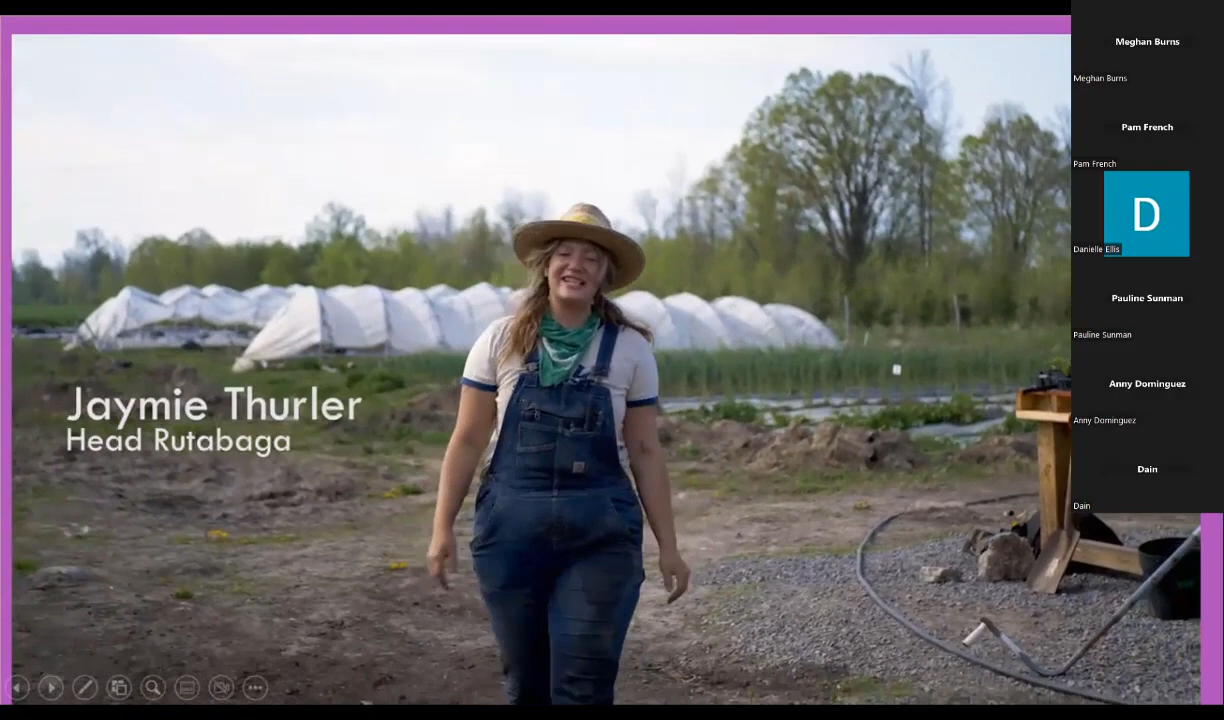 Jaymie Thurler
Head Rutabaga
Meghan Burns
Meghan Burns
Pam French
Pam French
D
Danielle Ellis
Pauline Sunman
Pauline Sunman
Anny Dominguez
Anny Dominguez
Dain
Dain